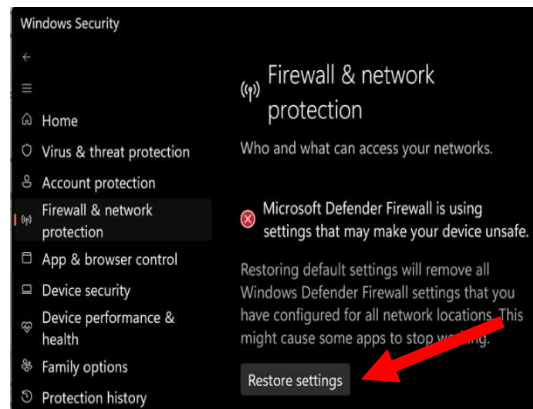 Windows Security
Home
Virus & threat protection
Account protection
Firewall & network
protection
App & browser control
Device security
Device performance &
health
Family options
Protection history
Firewall & network
protection
Who and what can access your networks.
Microsoft Defender Firewall is using
settings that may make your device unsafe.
Restoring default settings will remove all
Windows Defender Firewall settings that you
have configured for all network locations. This
might cause some apps to stop working.
Restore settings